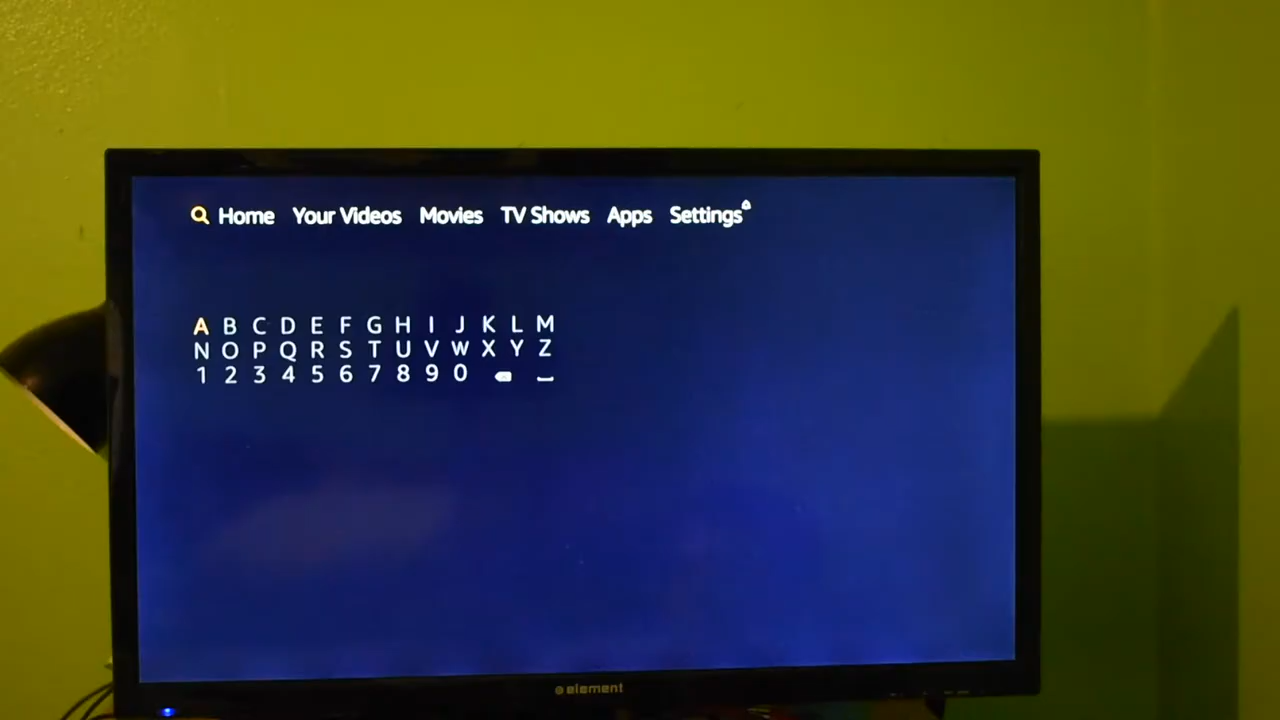 Home Your Videos Movies TV Shows Apps Settings
A B C D E F G H I J K L M
N O P Q R S T U V W X Y Z
1 2 3 4 5 6 7 8 9 0
element